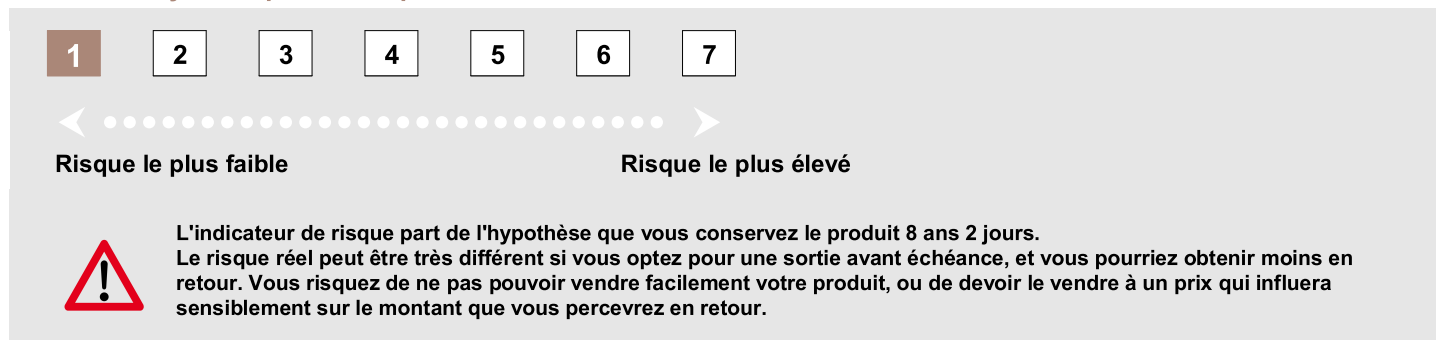 1 2 3 4 5 6 7
Risque le plus faible Risque le plus élevé
L'indicateur de risque part de l'hypothèse que vous conservez le produit 8 ans 2 jours.
Le risque réel peut être très différent si vous optez pour une sortie avant échéance, et vous pourriez obtenir moins en
retour. Vous risquez de ne pas pouvoir vendre facilement votre produit, ou de devoir le vendre à un prix qui influera
sensiblement sur le montant que vous percevrez en retour.